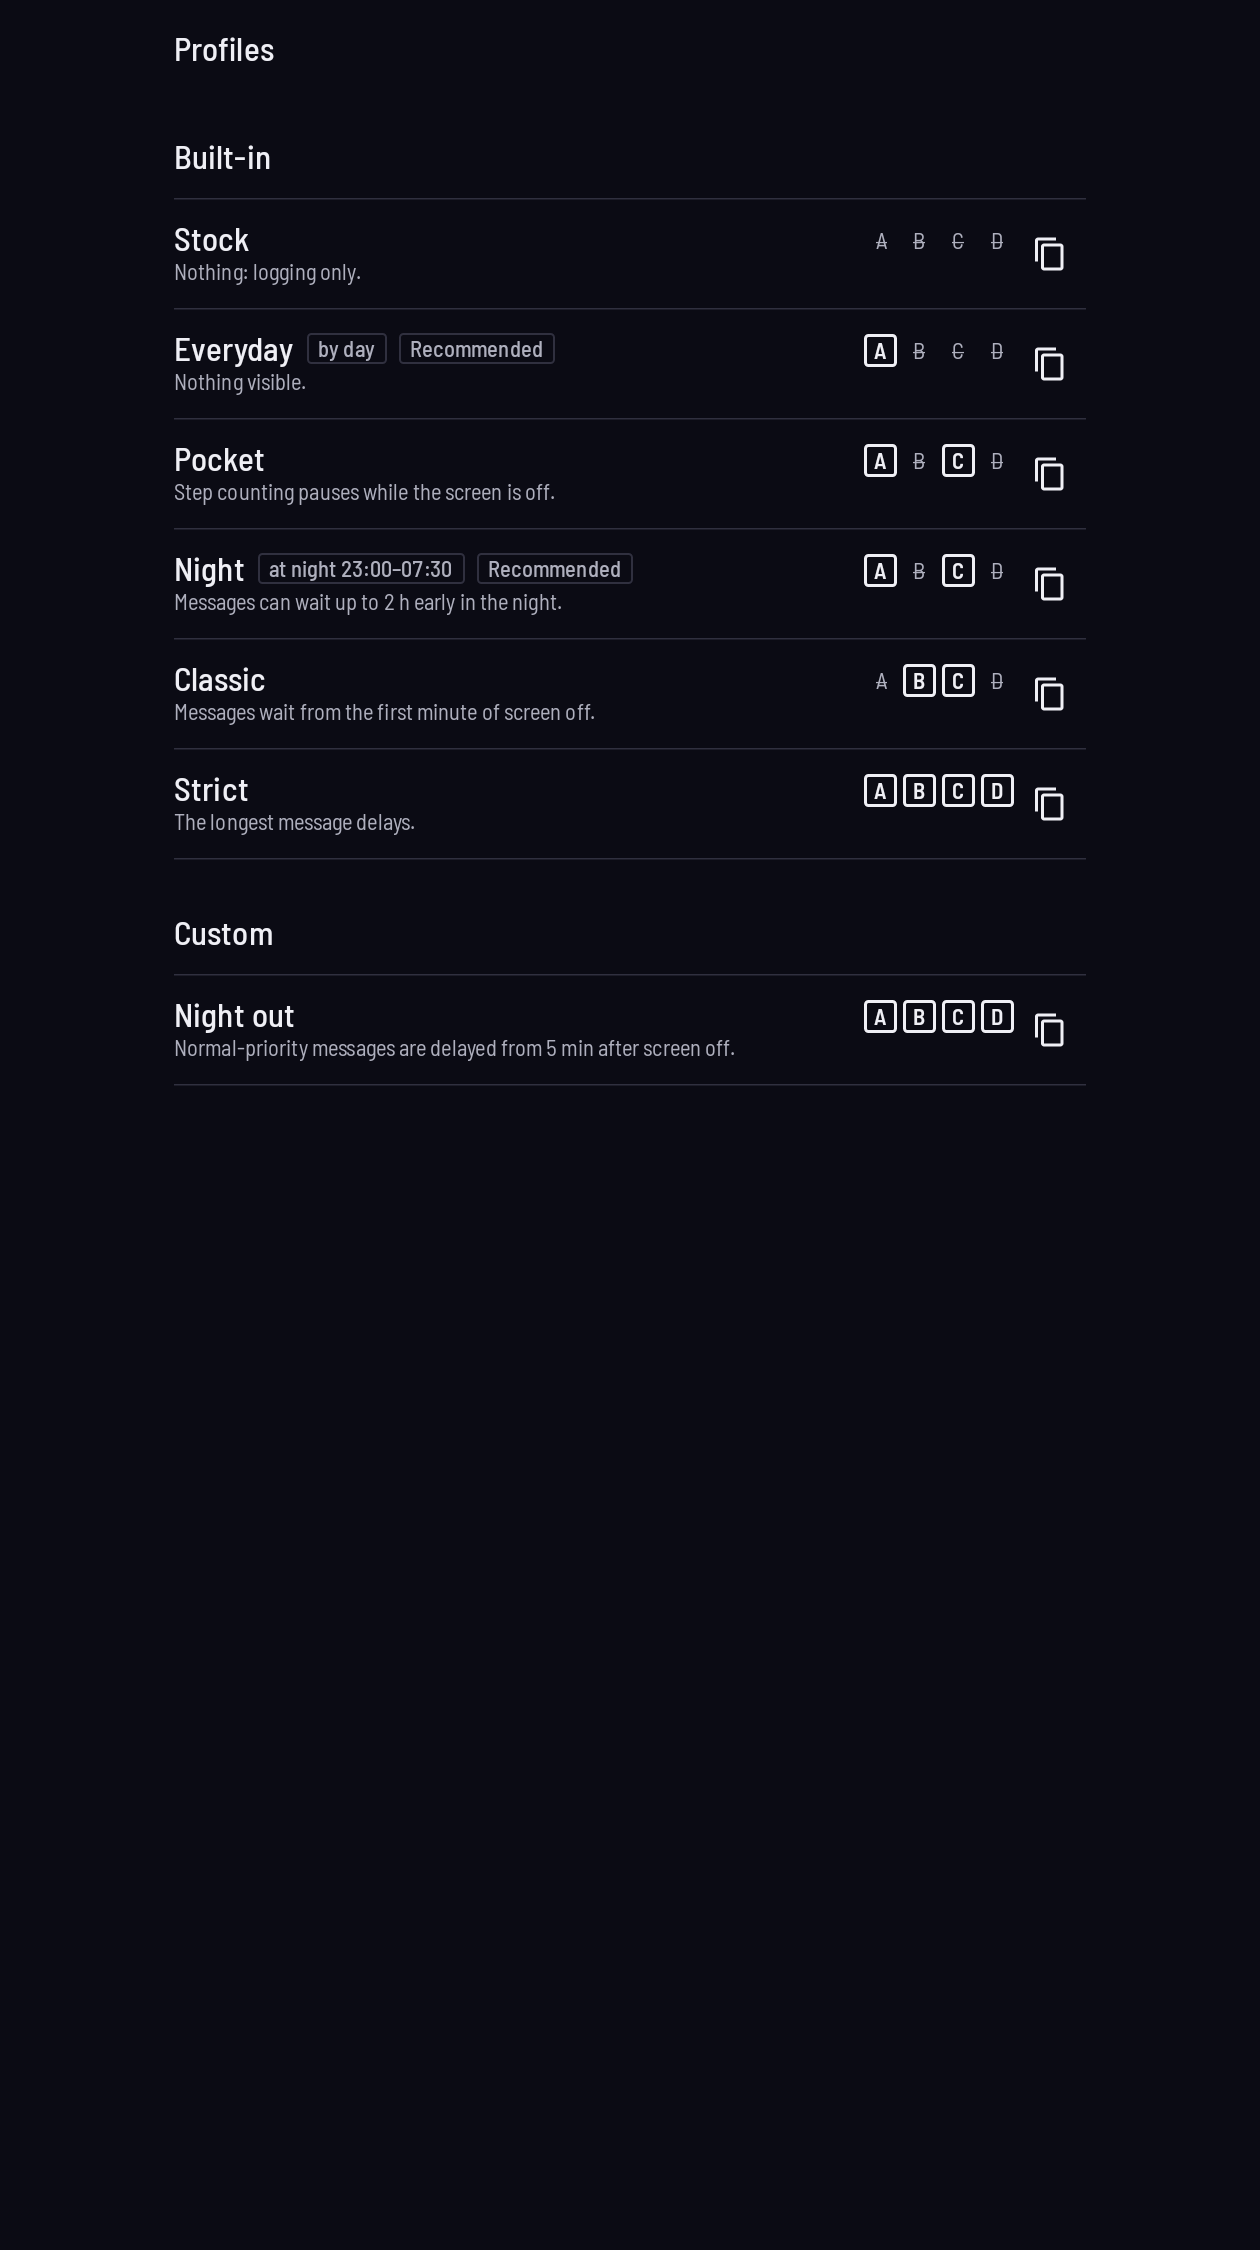 Profiles
Built-in
Stock A B C D
Nothing: logging only.
Everyday by day Recommended A B C D
Nothing visible.
Pocket A B C D
Step counting pauses while the screen is off.
Night at night 23:00–07:30 Recommended A B C D
Messages can wait up to 2 h early in the night.
Classic A B C D
Messages wait from the first minute of screen off.
Strict A B C D
The longest message delays.
Custom
Night out A B C D
Normal-priority messages are delayed from 5 min after screen off.